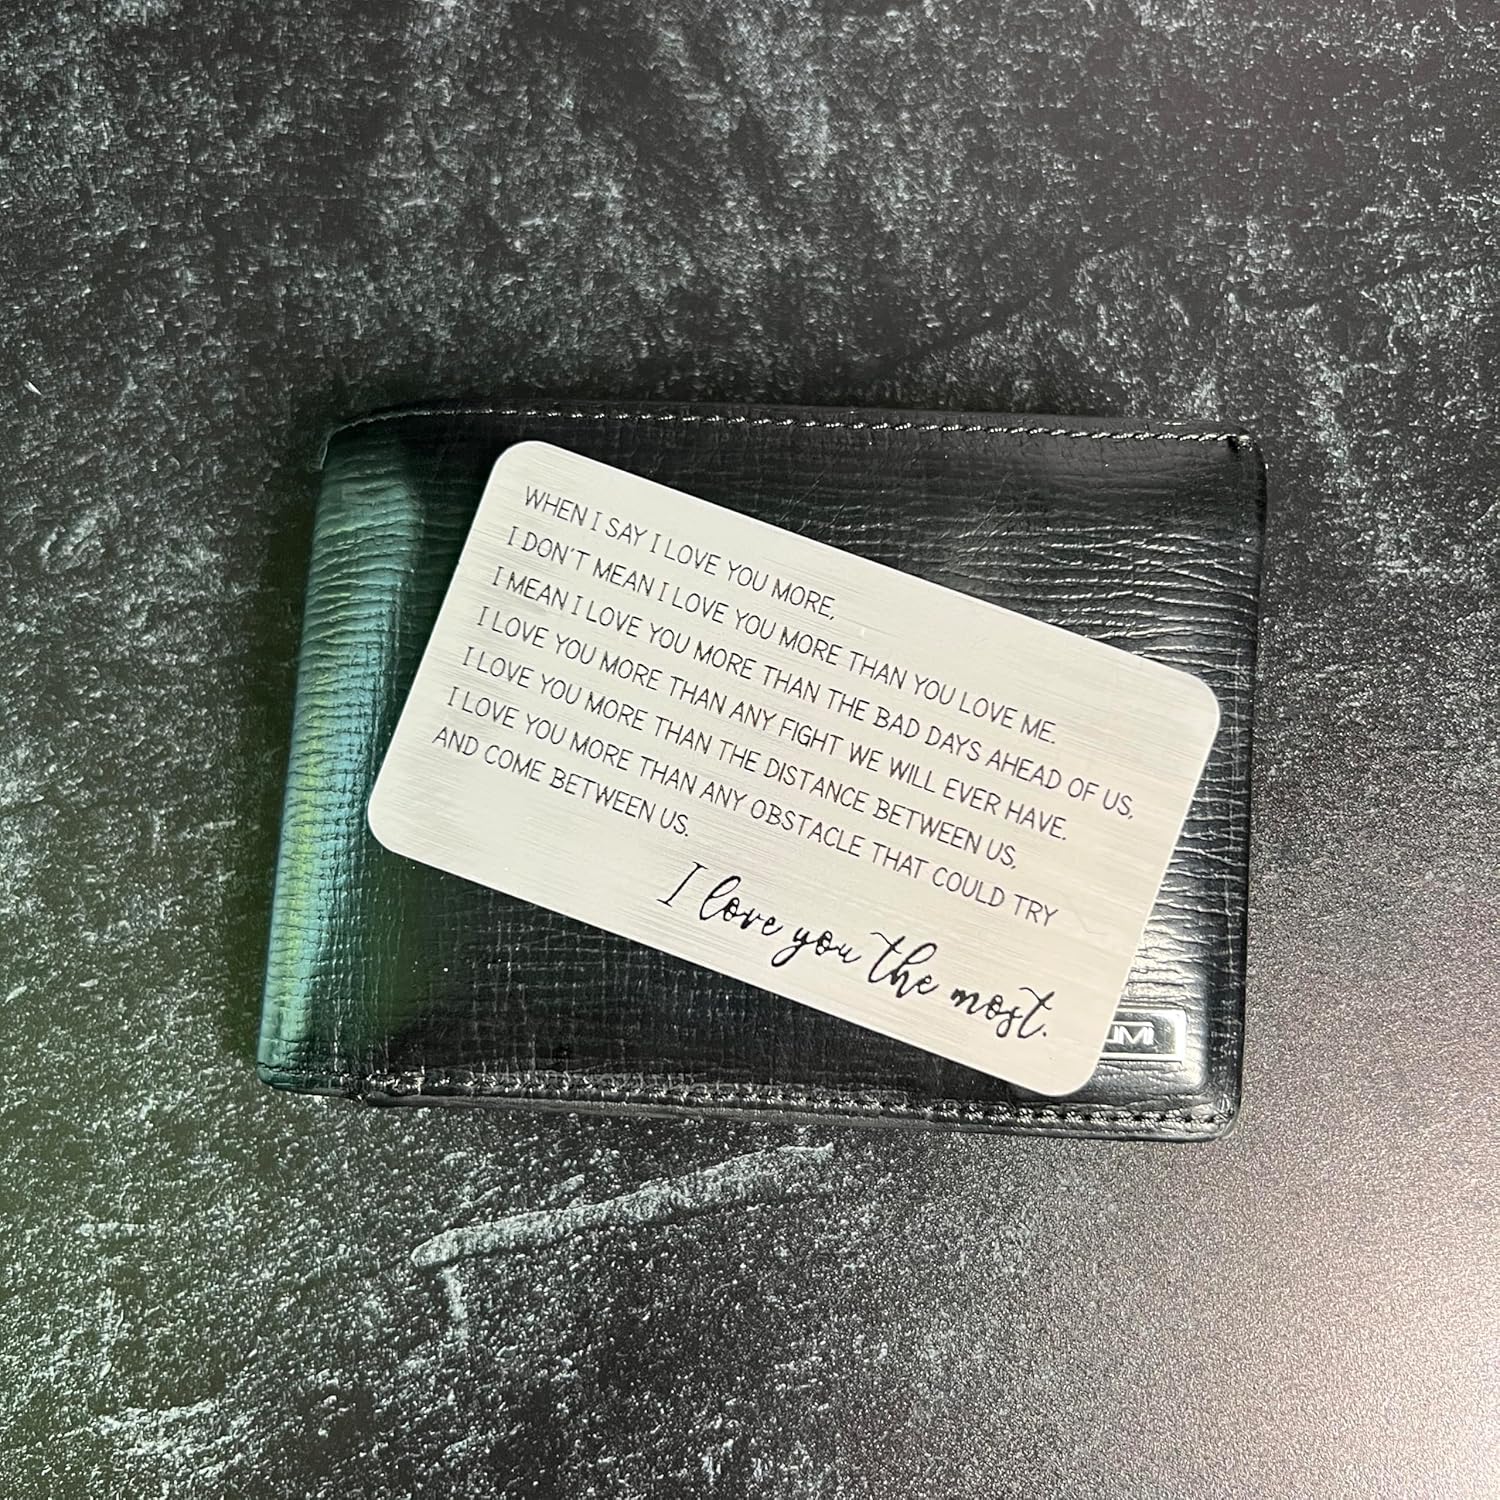 WHEN I SAY I LOVE YOU MORE,
I DON'T MEAN I LOVE YOU MORE THAN YOU LOVE ME.
I MEAN I LOVE YOU MORE THAN THE BAD DAYS AHEAD OF US,
I LOVE YOU MORE THAN ANY FIGHT WE WILL EVER HAVE.
I LOVE YOU MORE THAN THE DISTANCE BETWEEN US,
I LOVE YOU MORE THAN ANY OBSTACLE THAT COULD TRY
AND COME BETWEEN US.
I love you the most.